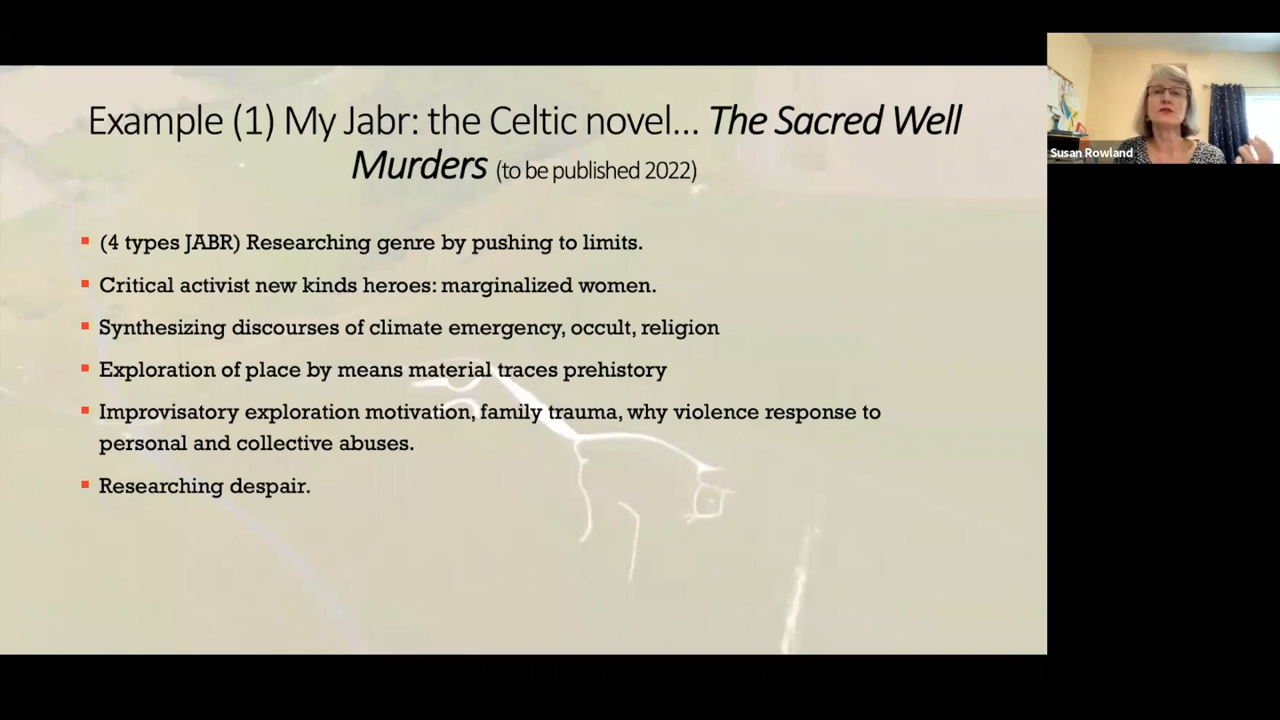 Example (1) My Jabr: the Celtic novel... The Sacred Well
Murders (to be published 2022)
(4 types JABR) Researching genre by pushing to limits.
Critical activist new kinds heroes: marginalized women.
Synthesizing discourses of climate emergency, occult, religion
Exploration of place by means material traces prehistory
Improvisatory exploration motivation, family trauma, why violence response to
personal and collective abuses.
Researching despair.
Susan Rowland